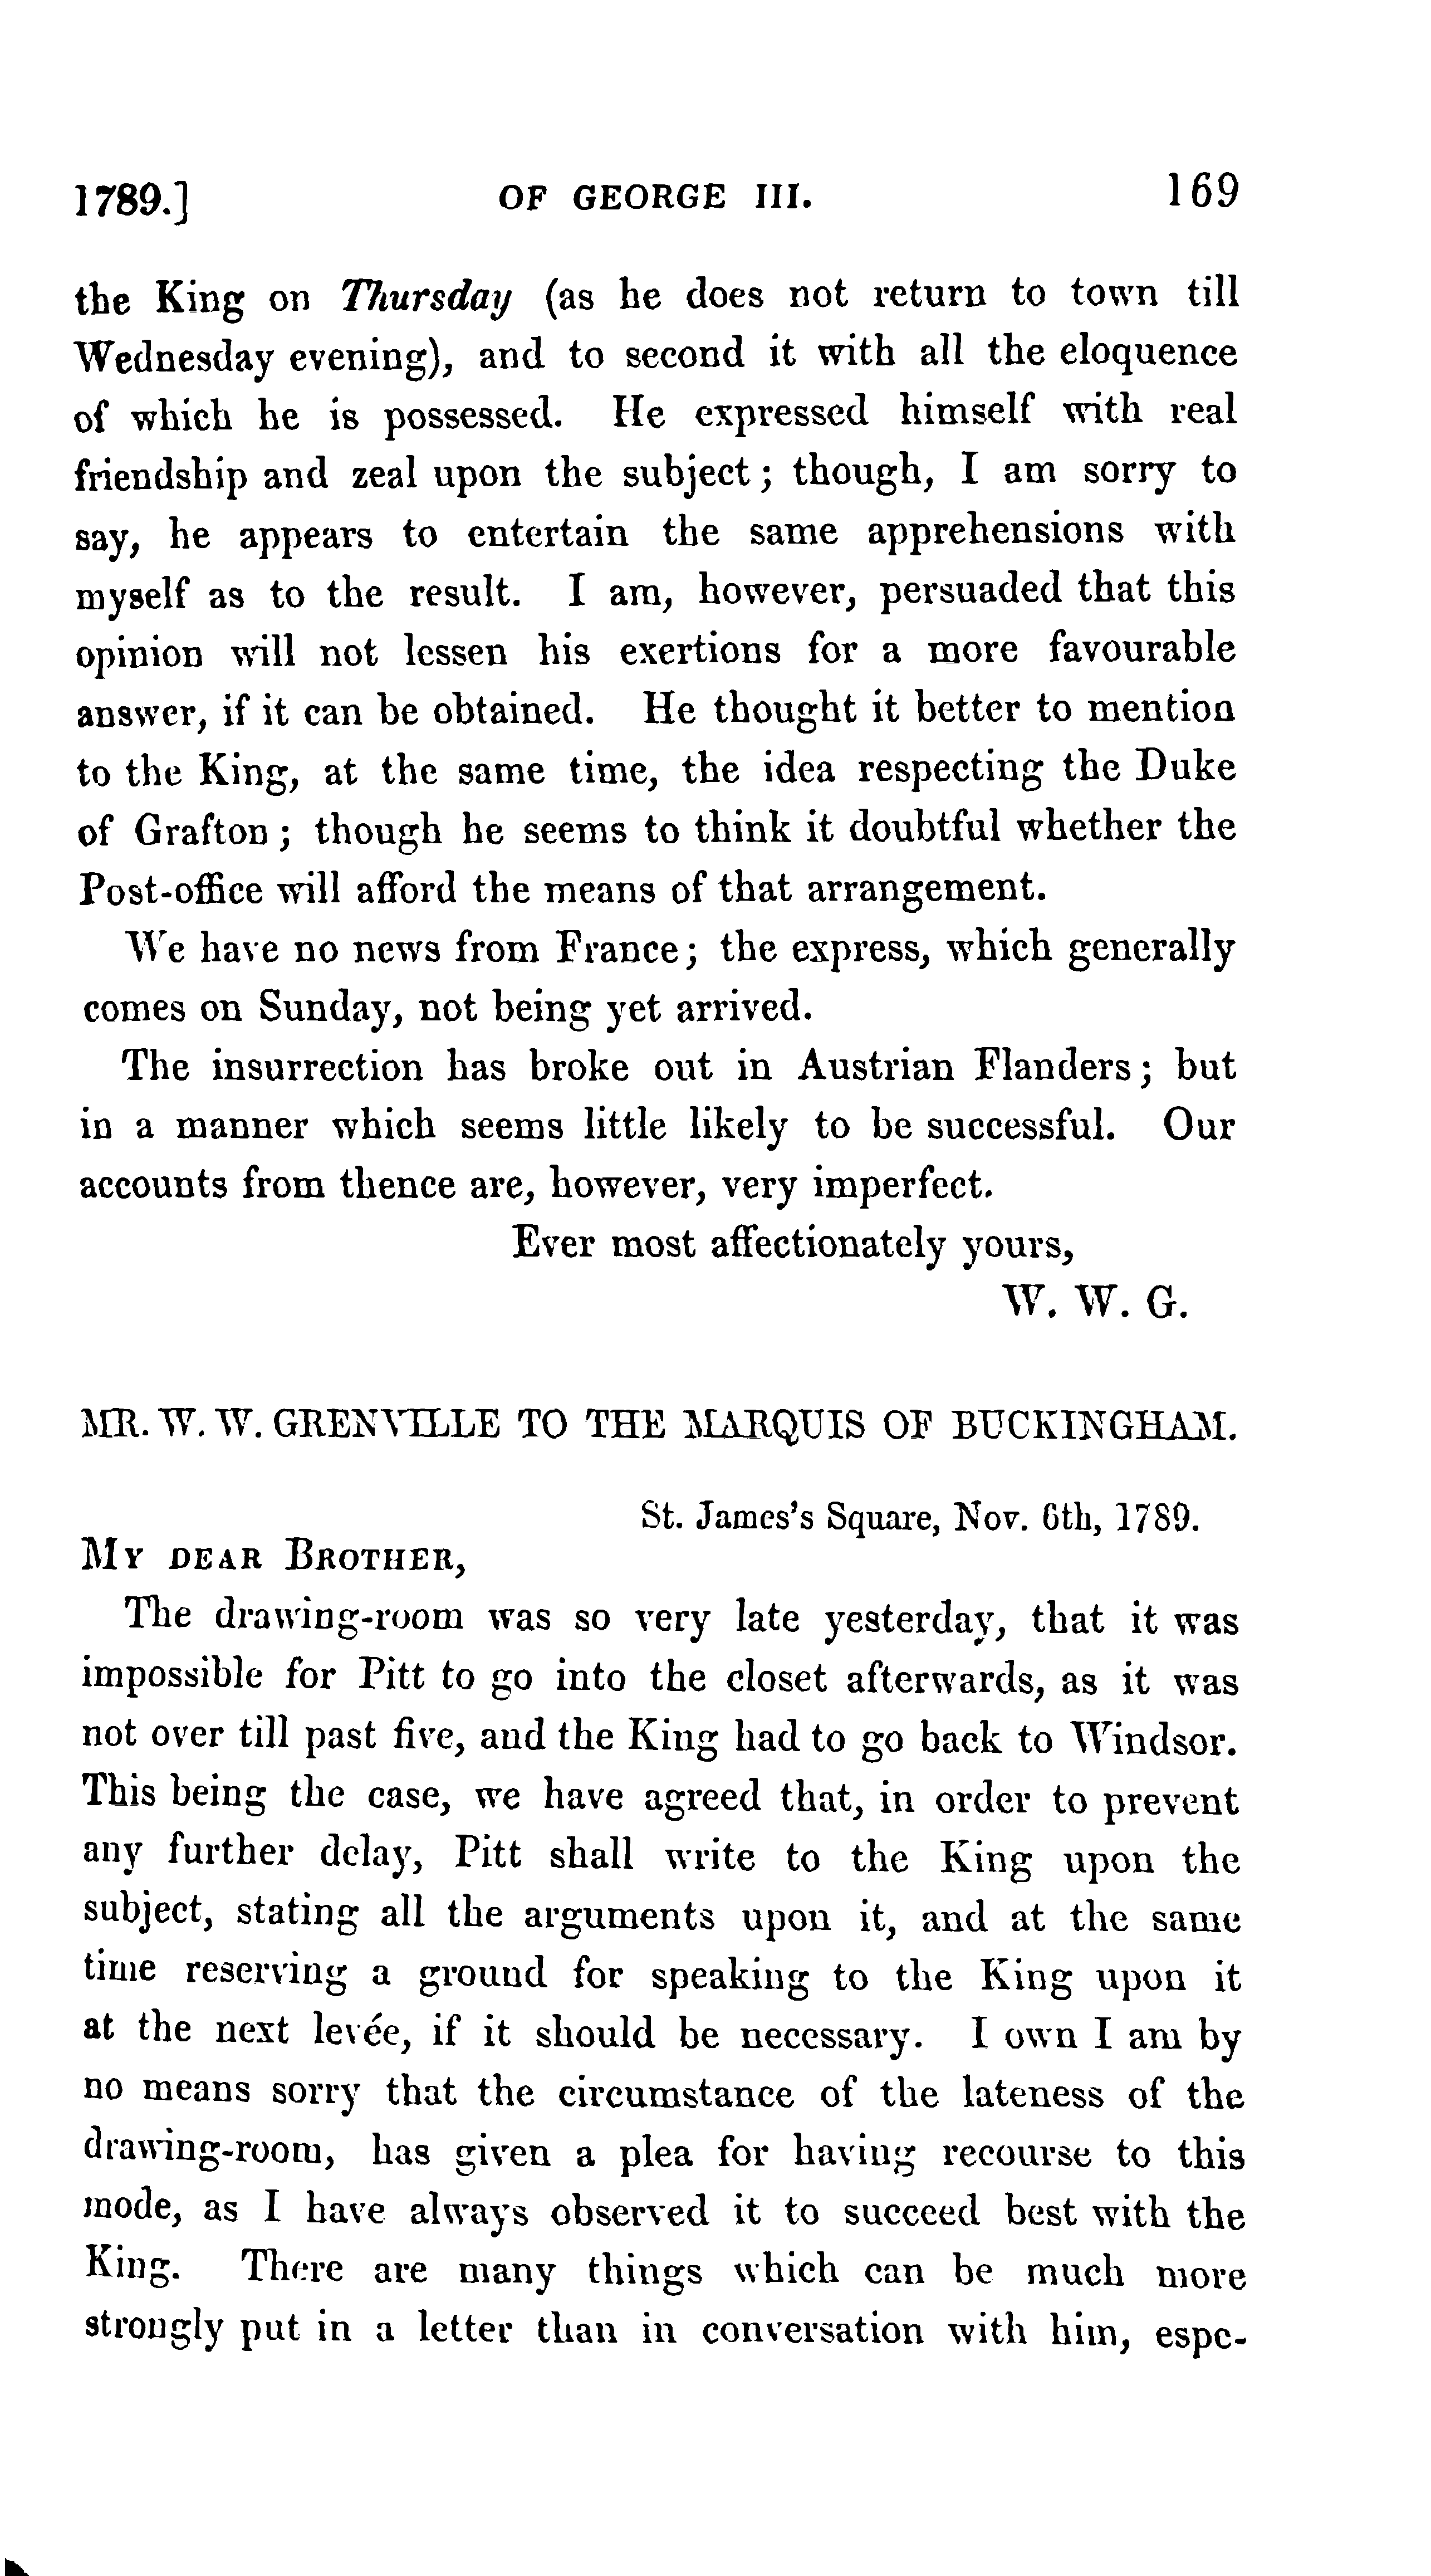 1789.] OF GEORGE III. 169
the King on Thursday (as he does not return to town till
Wednesday evening), and to second it with all the eloquence
of which he is possessed. He expressed himself with real
friendship and zeal upon the subject; though, I am sorry to
say, he appears to entertain the same apprehensions with
myself as to the result. I am, however, persuaded that this
opinion will not lessen his exertions for a more favourable
answer, if it can be obtained. He thought it better to mention
to the King, at the same time, the idea respecting the Duke
of Grafton; though he seems to think it doubtful whether the
Post-office will afford the means of that arrangement.
We have no news from France; the express, which generally
comes on Sunday, not being yet arrived.
The insurrection has broke out in Austrian Flanders; but
in a manner which seems little likely to be successful. Our
accounts from thence are, however, very imperfect.
Ever most affectionately yours,
W. W. G.
MR. W. W. GRENVILLE TO THE MARQUIS OF BUCKINGHAM.
St. James's Square, Nov. 6th, 1789.
MY DEAR BROTHER,
The drawing-room was so very late yesterday, that it was
impossible for Pitt to go into the closet afterwards, as it was
not over till past five, and the King had to go back to Windsor.
This being the case, we have agreed that, in order to prevent
any further delay, Pitt shall write to the King upon the
subject, stating all the arguments upon it, and at the same
time reserving a ground for speaking to the King upon it
at the next levée, if it should be necessary. I own I am by
no means sorry that the circumstance of the lateness of the
drawing-room, has given a plea for having recourse to this
mode, as I have always observed it to succeed best with the
King. There are many things which can be much more
strongly put in a letter than in conversation with him, espe-